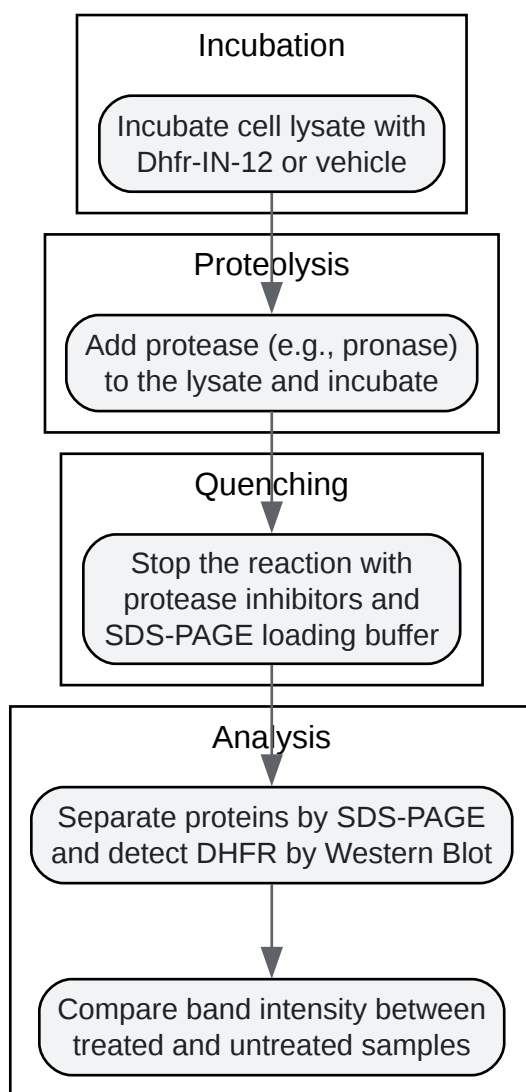 Incubation
Incubate cell lysate with
Dhfr-IN-12 or vehicle
Proteolysis
Add protease (e.g., pronase)
to the lysate and incubate
Quenching
Stop the reaction with
protease inhibitors and
SDS-PAGE loading buffer
Analysis
Separate proteins by SDS-PAGE
and detect DHFR by Western Blot
Compare band intensity between
treated and untreated samples